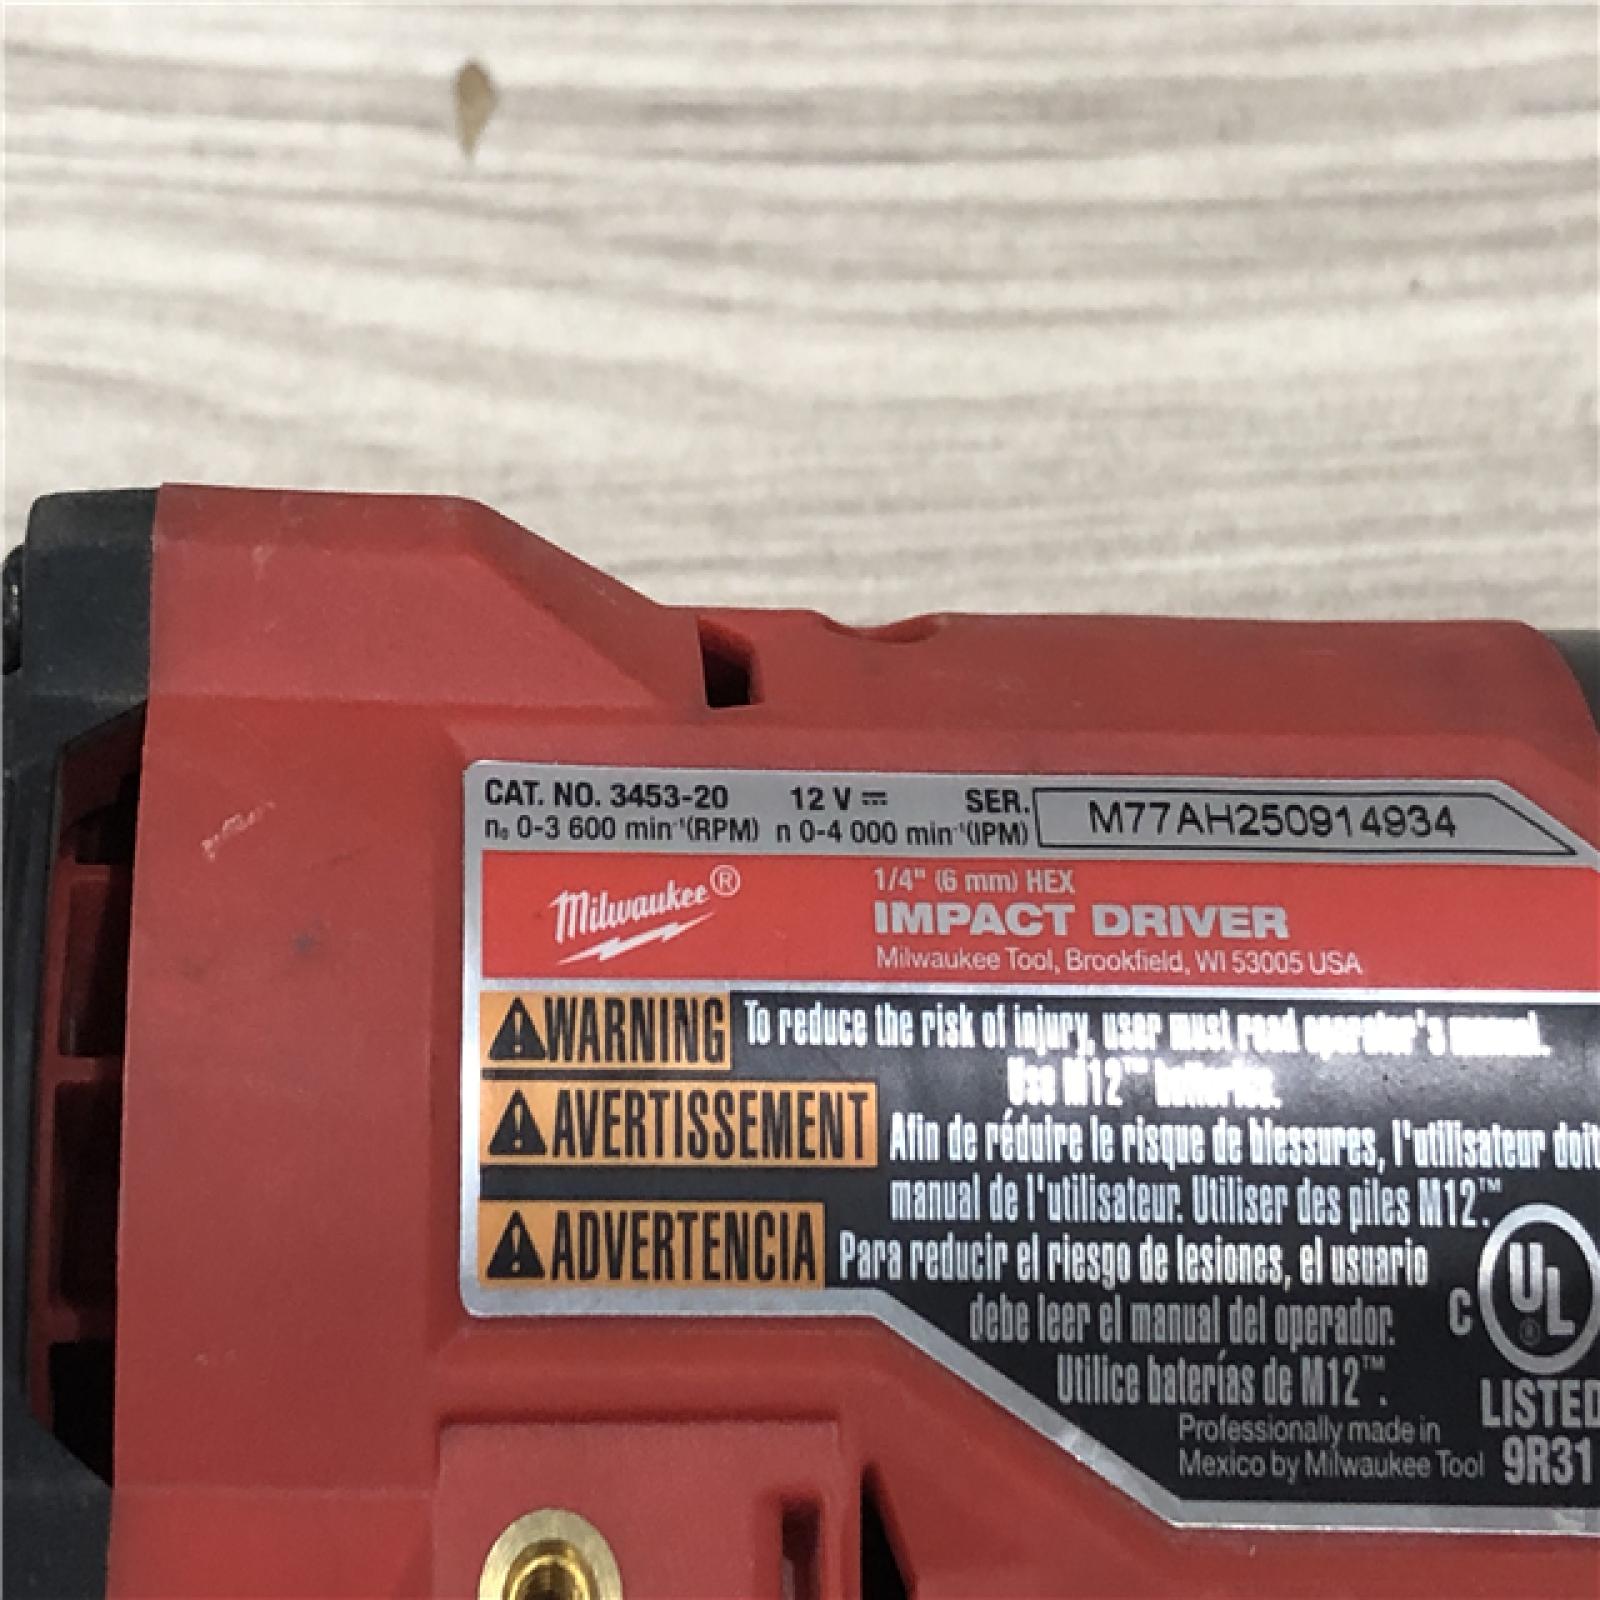 CAT. NO. 3453-20 12 V ⎓ SER. M77AH250914934
n₀ 0-3 600 min⁻¹(RPM) n 0-4 000 min⁻¹(IPM)
Milwaukee®
1/4" (6 mm) HEX
IMPACT DRIVER
Milwaukee Tool, Brookfield, WI 53005 USA
⚠WARNING To reduce the risk of injury, user must read operator's manual.
Use M12™ batteries.
⚠AVERTISSEMENT Afin de réduire le risque de blessures, l'utilisateur doit
manual de l'utilisateur. Utiliser des piles M12™.
⚠ADVERTENCIA Para reducir el riesgo de lesiones, el usuario
debe leer el manual del operador.
Utilice baterías de M12™.
C UL ®
LISTED
9R31
Professionally made in
Mexico by Milwaukee Tool